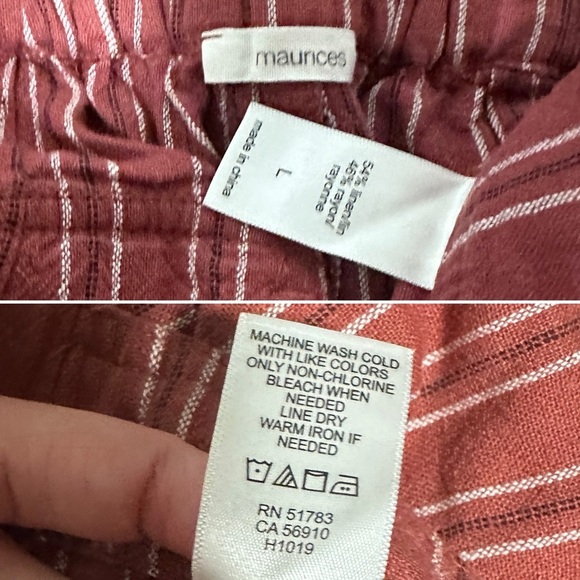 maurices
54% linen/lin
46% rayon/
rayonne
L
made in china
MACHINE WASH COLD
WITH LIKE COLORS
ONLY NON-CHLORINE
BLEACH WHEN
NEEDED
LINE DRY
WARM IRON IF
NEEDED
RN 51783
CA 56910
H1019